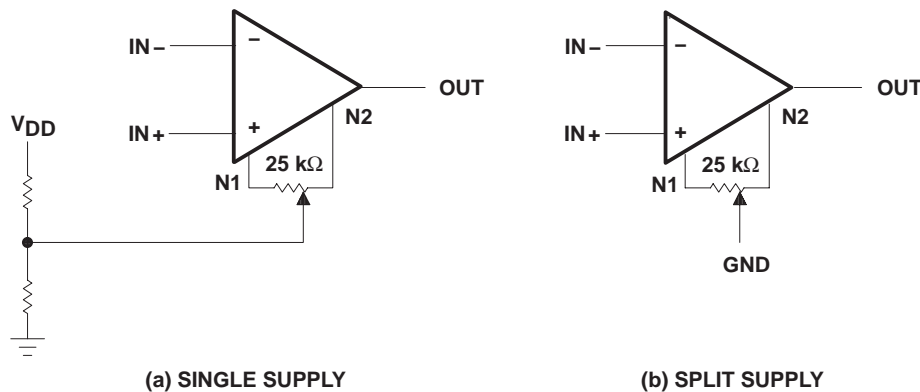 IN−
−
OUT
N2
IN+
+
25 kΩ
N1
VDD
(a) SINGLE SUPPLY
IN−
−
OUT
N2
IN+
+
25 kΩ
N1
GND
(b) SPLIT SUPPLY